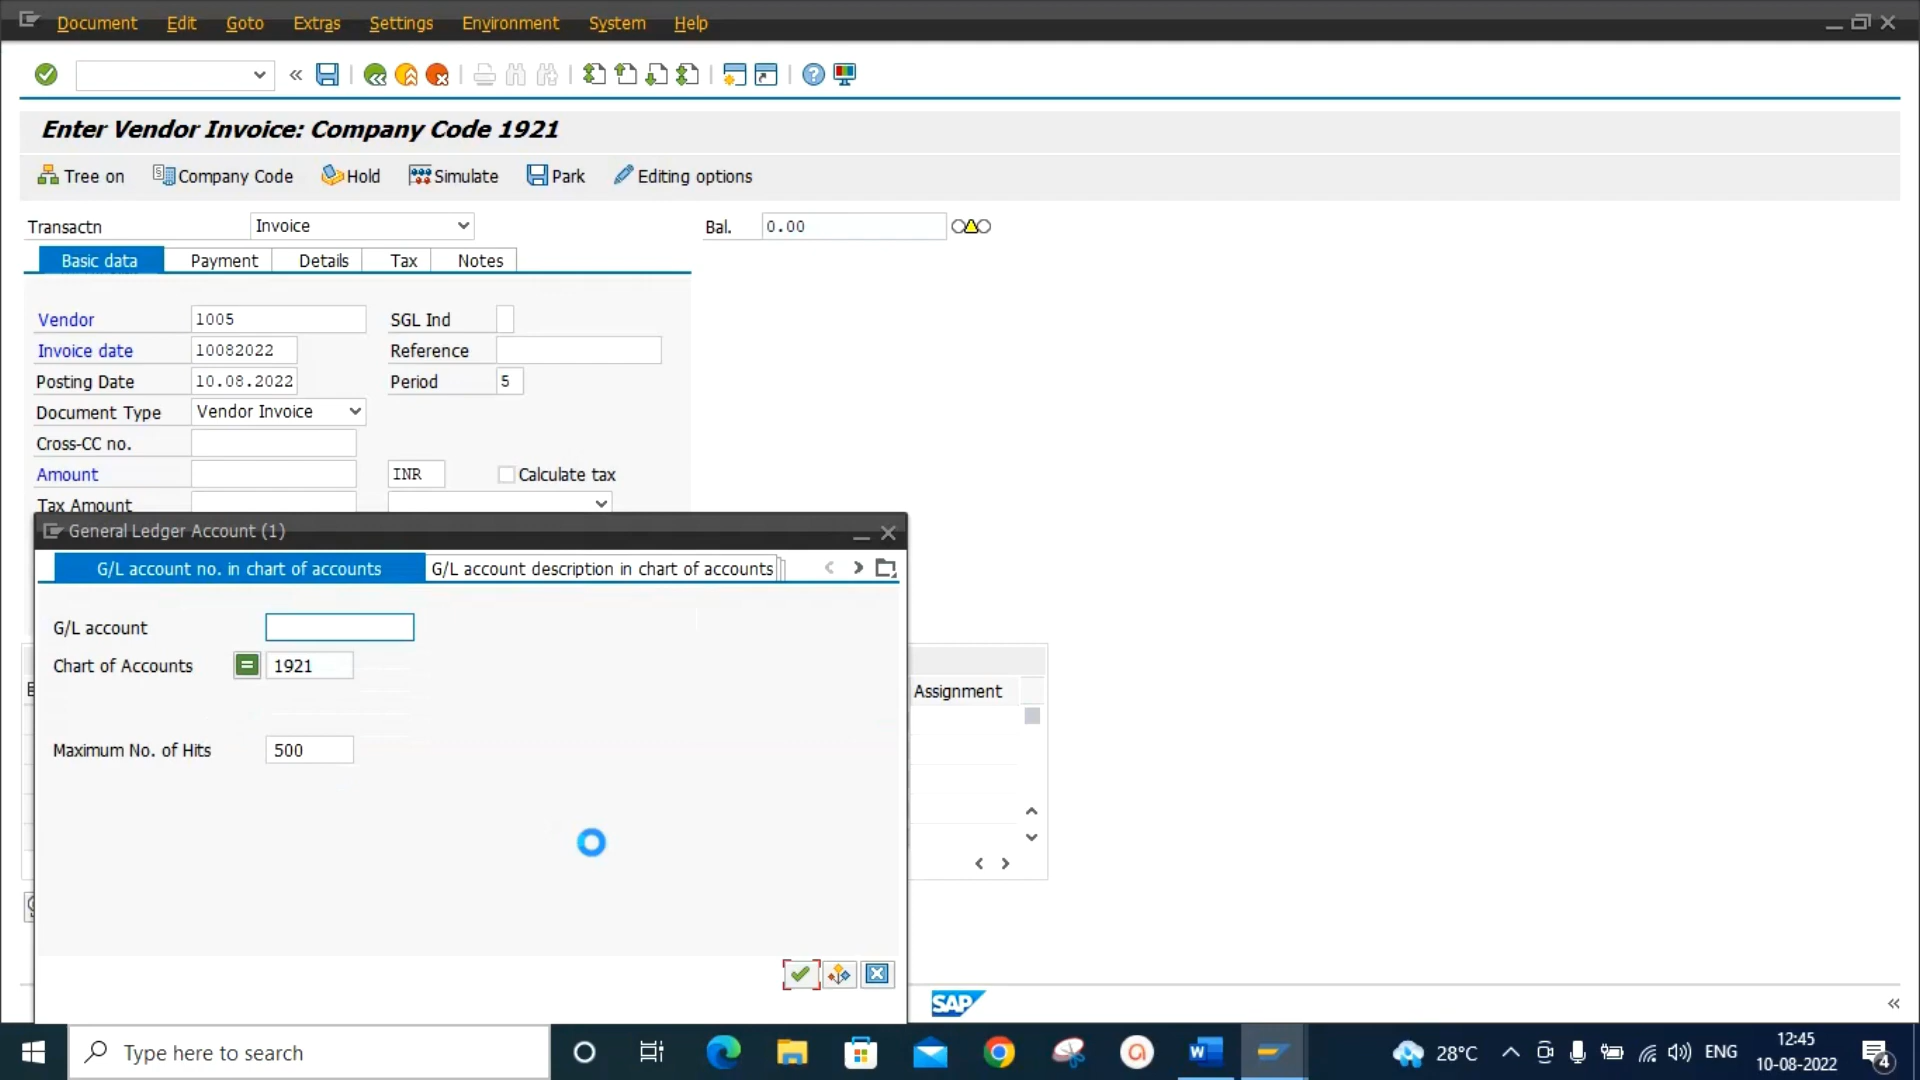 Document Edit Goto Extras Settings Environment System Help
Enter Vendor Invoice: Company Code 1921
Tree on Company Code Hold Simulate Park Editing options
Transactn Invoice Bal. 0.00
Basic data Payment Details Tax Notes
Vendor 1005 SGL Ind
Invoice date 10082022 Reference
Posting Date 10.08.2022 Period 5
Document Type Vendor Invoice
Cross-CC no.
Amount INR Calculate tax
Tax Amount
General Ledger Account (1)
G/L account no. in chart of accounts G/L account description in chart of accounts
G/L account
Chart of Accounts = 1921
Assignment
Maximum No. of Hits 500
SAP
Type here to search
28°C ENG
12:45
10-08-2022
4